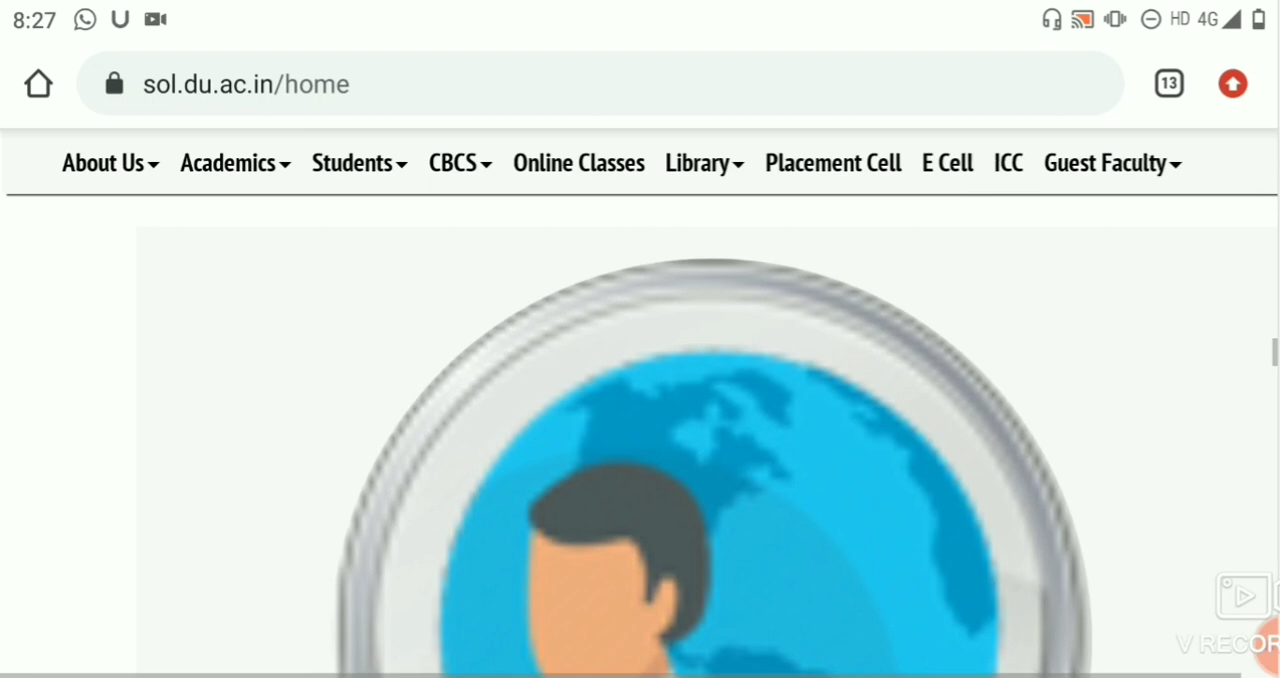 8:27 HD 4G
sol.du.ac.in/home 13
About Us Academics Students CBCS Online Classes Library Placement Cell E Cell ICC Guest Faculty
V RECOR